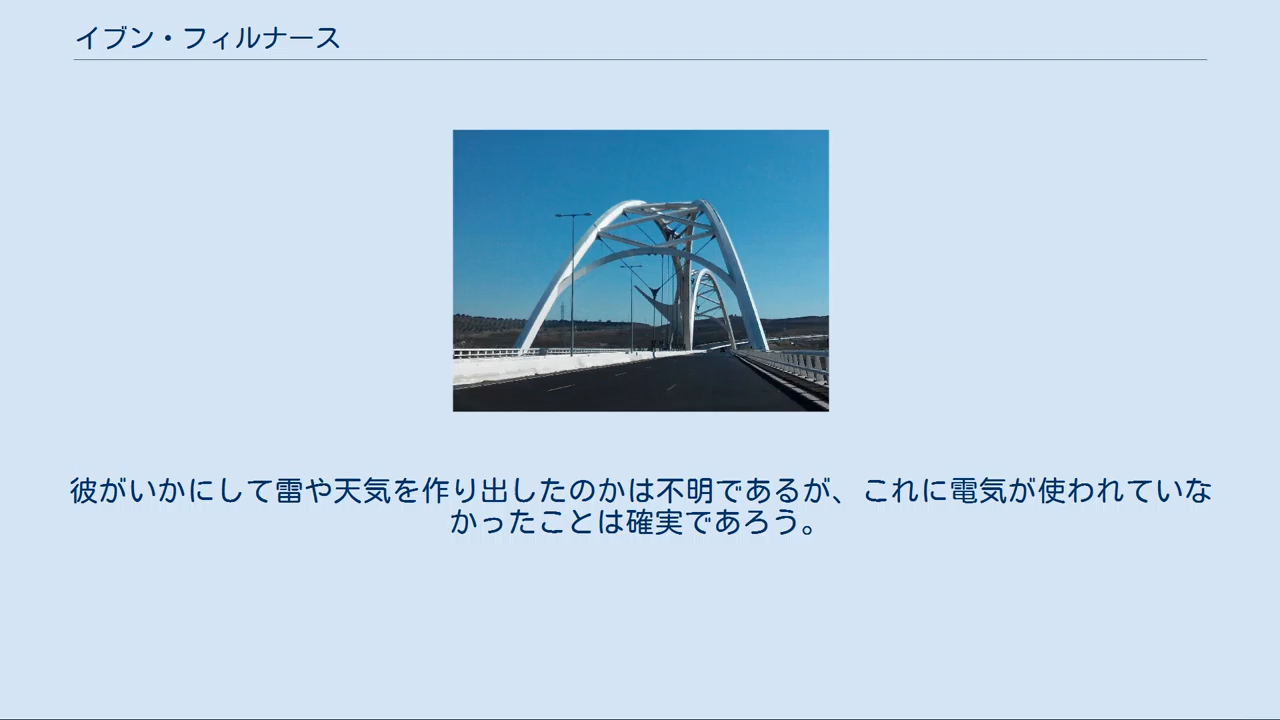 イブン・フィルナース
彼がいかにして雷や天気を作り出したのかは不明であるが、これに電気が使われていな
かったことは確実であろう。